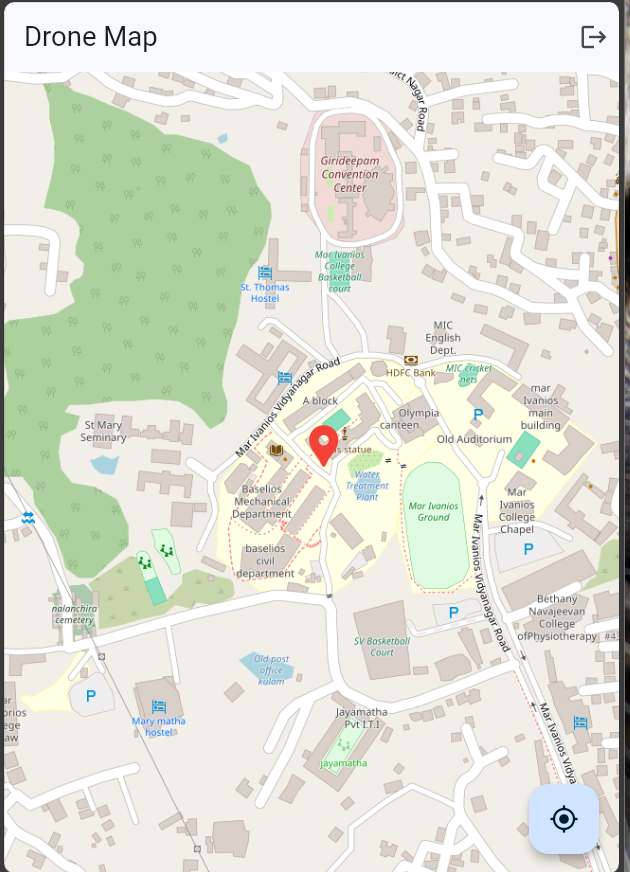 Drone Map
Nagar Road
Girideepam
Convention
Center
Mar Ivanios
College
Basketball
court
St. Thomas
Hostel
MIC
English
Dept.
Mar Ivanios Vidyanagar Road
HDFC Bank
MIC cricket
nets
A block
Olympia
canteen
P
mar
Ivanios
main
building
St Mary
Seminary
Old Auditorium
statue
Water
Treatment
Plant
Baselios
Mechanical
Department
Mar Ivanios
Ground
Mar
Ivanios
College
Chapel
baselios
civil
department
P
Mar Ivanios Vidyanagar Road
nalanchira
cemetery
P
Bethany
Navajeevan
College
ofPhysiotherapy
SV Basketball
Court
Old post
office
kulam
P
Mary matha
hostel
Jayamatha
Pvt I.T.I
jayamatha
Mar Ivanios Vidya